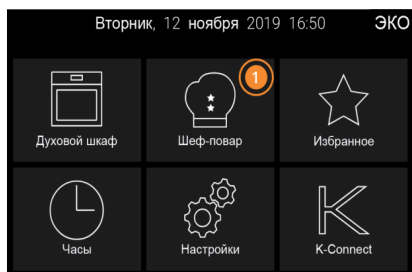 Вторник, 12 ноября 2019 16:50 ЭКО
1
Духовой шкаф Шеф-повар Избранное
Часы Настройки K-Connect